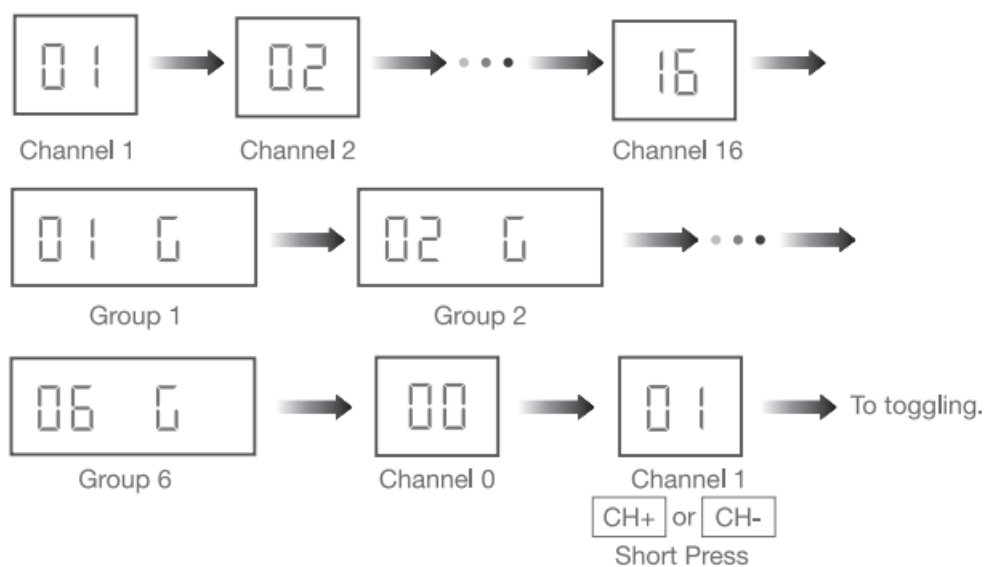 01 02 16
Channel 1 Channel 2 Channel 16
01 G 02 G
Group 1 Group 2
06 G 00 01 To toggling.
Group 6 Channel 0 Channel 1
CH+ or CH-
Short Press